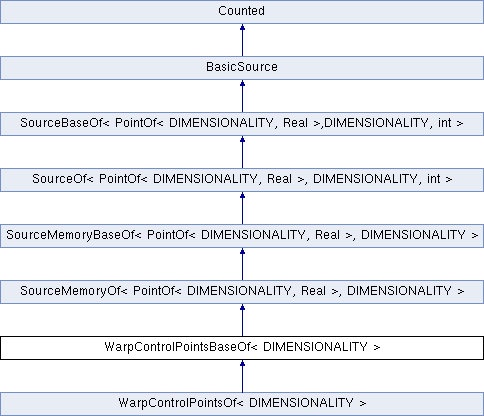 Counted
BasicSource
SourceBaseOf< PointOf< DIMENSIONALITY, Real >,DIMENSIONALITY, int >
SourceOf< PointOf< DIMENSIONALITY, Real >, DIMENSIONALITY, int >
SourceMemoryBaseOf< PointOf< DIMENSIONALITY, Real >, DIMENSIONALITY >
SourceMemoryOf< PointOf< DIMENSIONALITY, Real >, DIMENSIONALITY >
WarpControlPointsBaseOf< DIMENSIONALITY >
WarpControlPointsOf< DIMENSIONALITY >